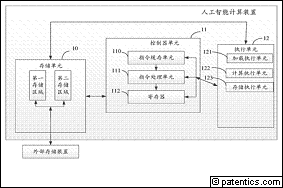 人工智能计算装置
11
12
10
控制器单元
执行单元
存储单元
110
指令缓存单元
121
加载执行单元
第一存储区域
第二存储区域
111
指令处理单元
122
计算执行单元
112
寄存器
123
存储执行单元
外部存储装置
© patentics.com